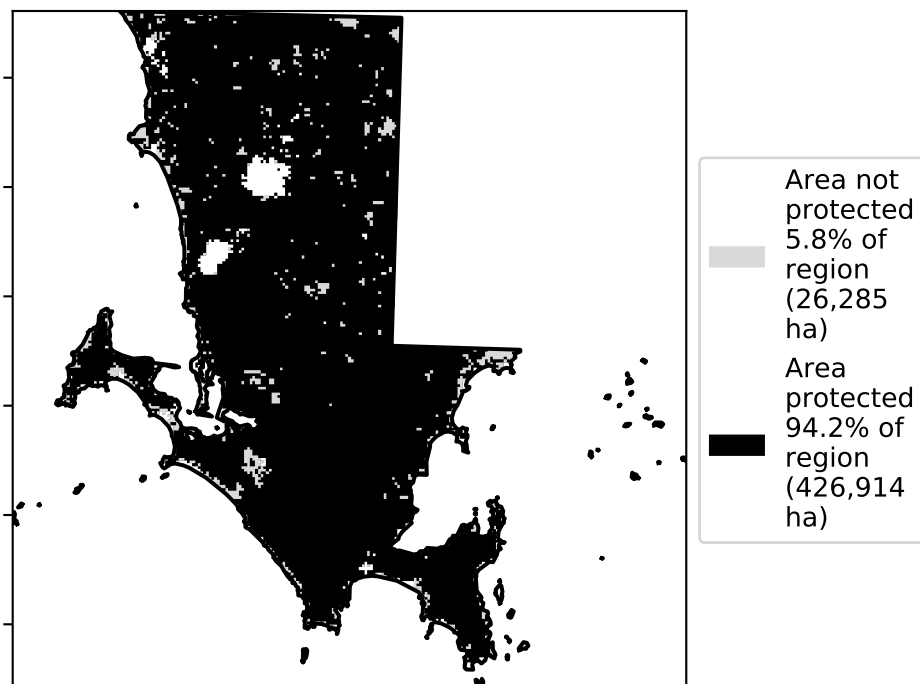 Area not
protected
5.8% of
region
(26,285
ha)
Area
protected
94.2% of
region
(426,914
ha)